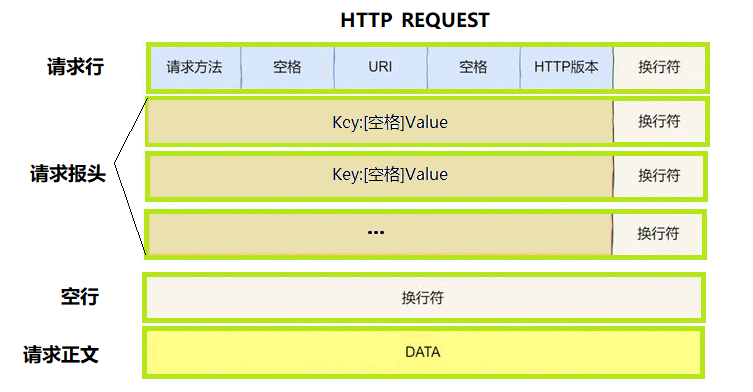 HTTP REQUEST
请求行 请求方法 空格 URI 空格 HTTP版本 换行符
Key:[空格]Value 换行符
请求报头 Key:[空格]Value 换行符
... 换行符
空行 换行符
请求正文 DATA